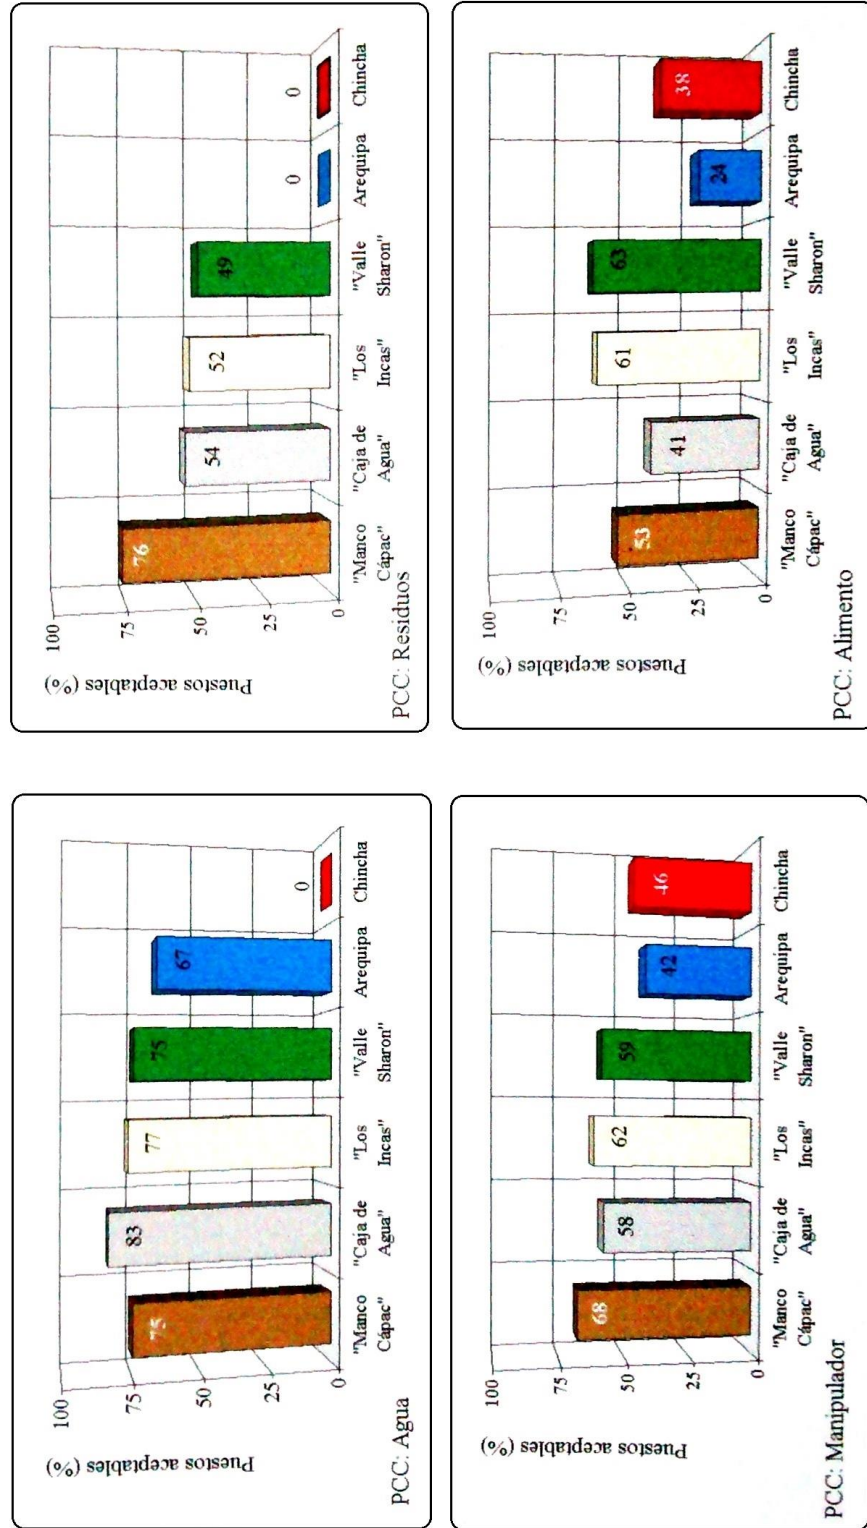 Puestos aceptables (%)
100
75
50
25
0
75
83
77
75
67
0
"Manco Cápac"
"Caja de Agua"
"Los Incas"
"Valle Sharon"
Arequipa
Chincha
PCC: Agua
Puestos aceptables (%)
100
75
50
25
0
76
54
52
49
0
0
"Manco Cápac"
"Caja de Agua"
"Los Incas"
"Valle Sharon"
Arequipa
Chincha
PCC: Residuos
Puestos aceptables (%)
100
75
50
25
0
68
58
62
59
42
46
"Manco Cápac"
"Caja de Agua"
"Los Incas"
"Valle Sharon"
Arequipa
Chincha
PCC: Manipulador
Puestos aceptables (%)
100
75
50
25
0
53
41
61
63
24
38
"Manco Cápac"
"Caja de Agua"
"Los Incas"
"Valle Sharon"
Arequipa
Chincha
PCC: Alimento